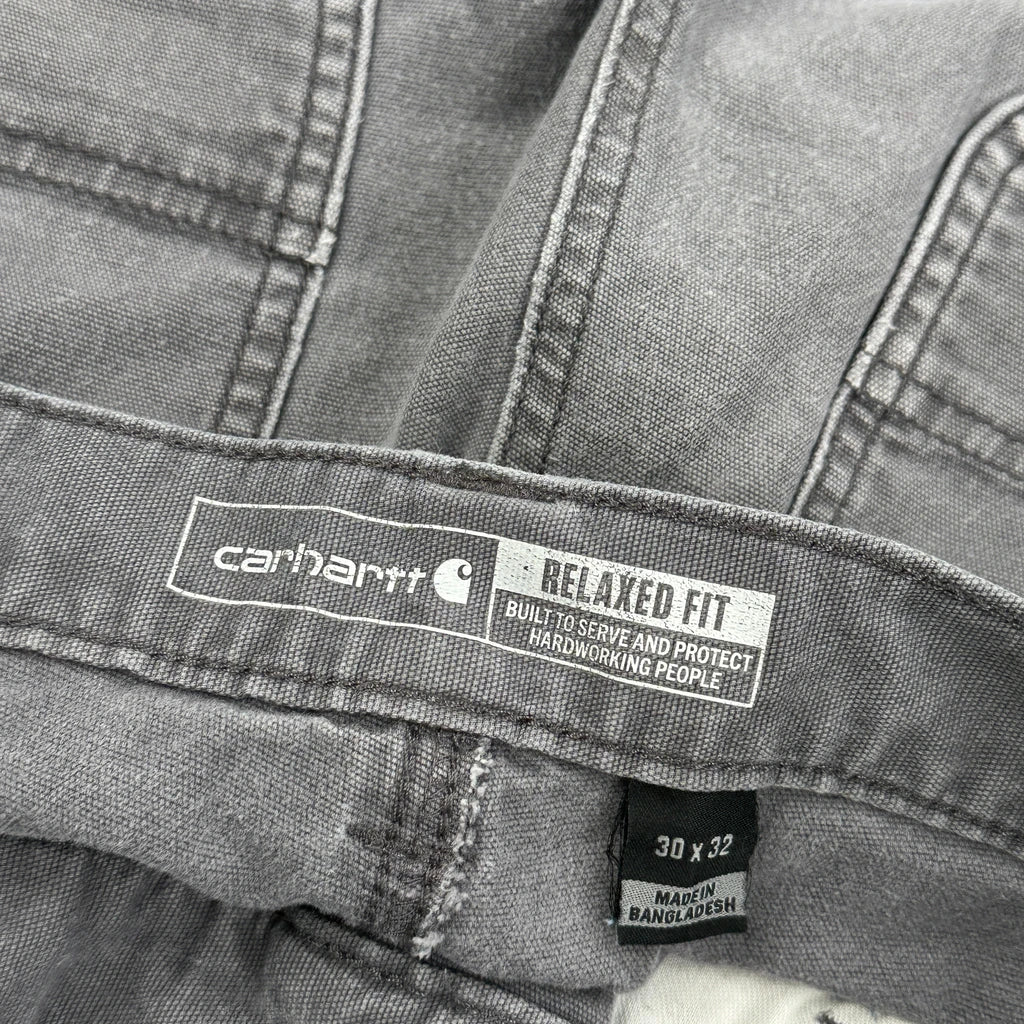 carhartt
RELAXED FIT
BUILT TO SERVE AND PROTECT
HARDWORKING PEOPLE
30 x 32
MADE IN
BANGLADESH